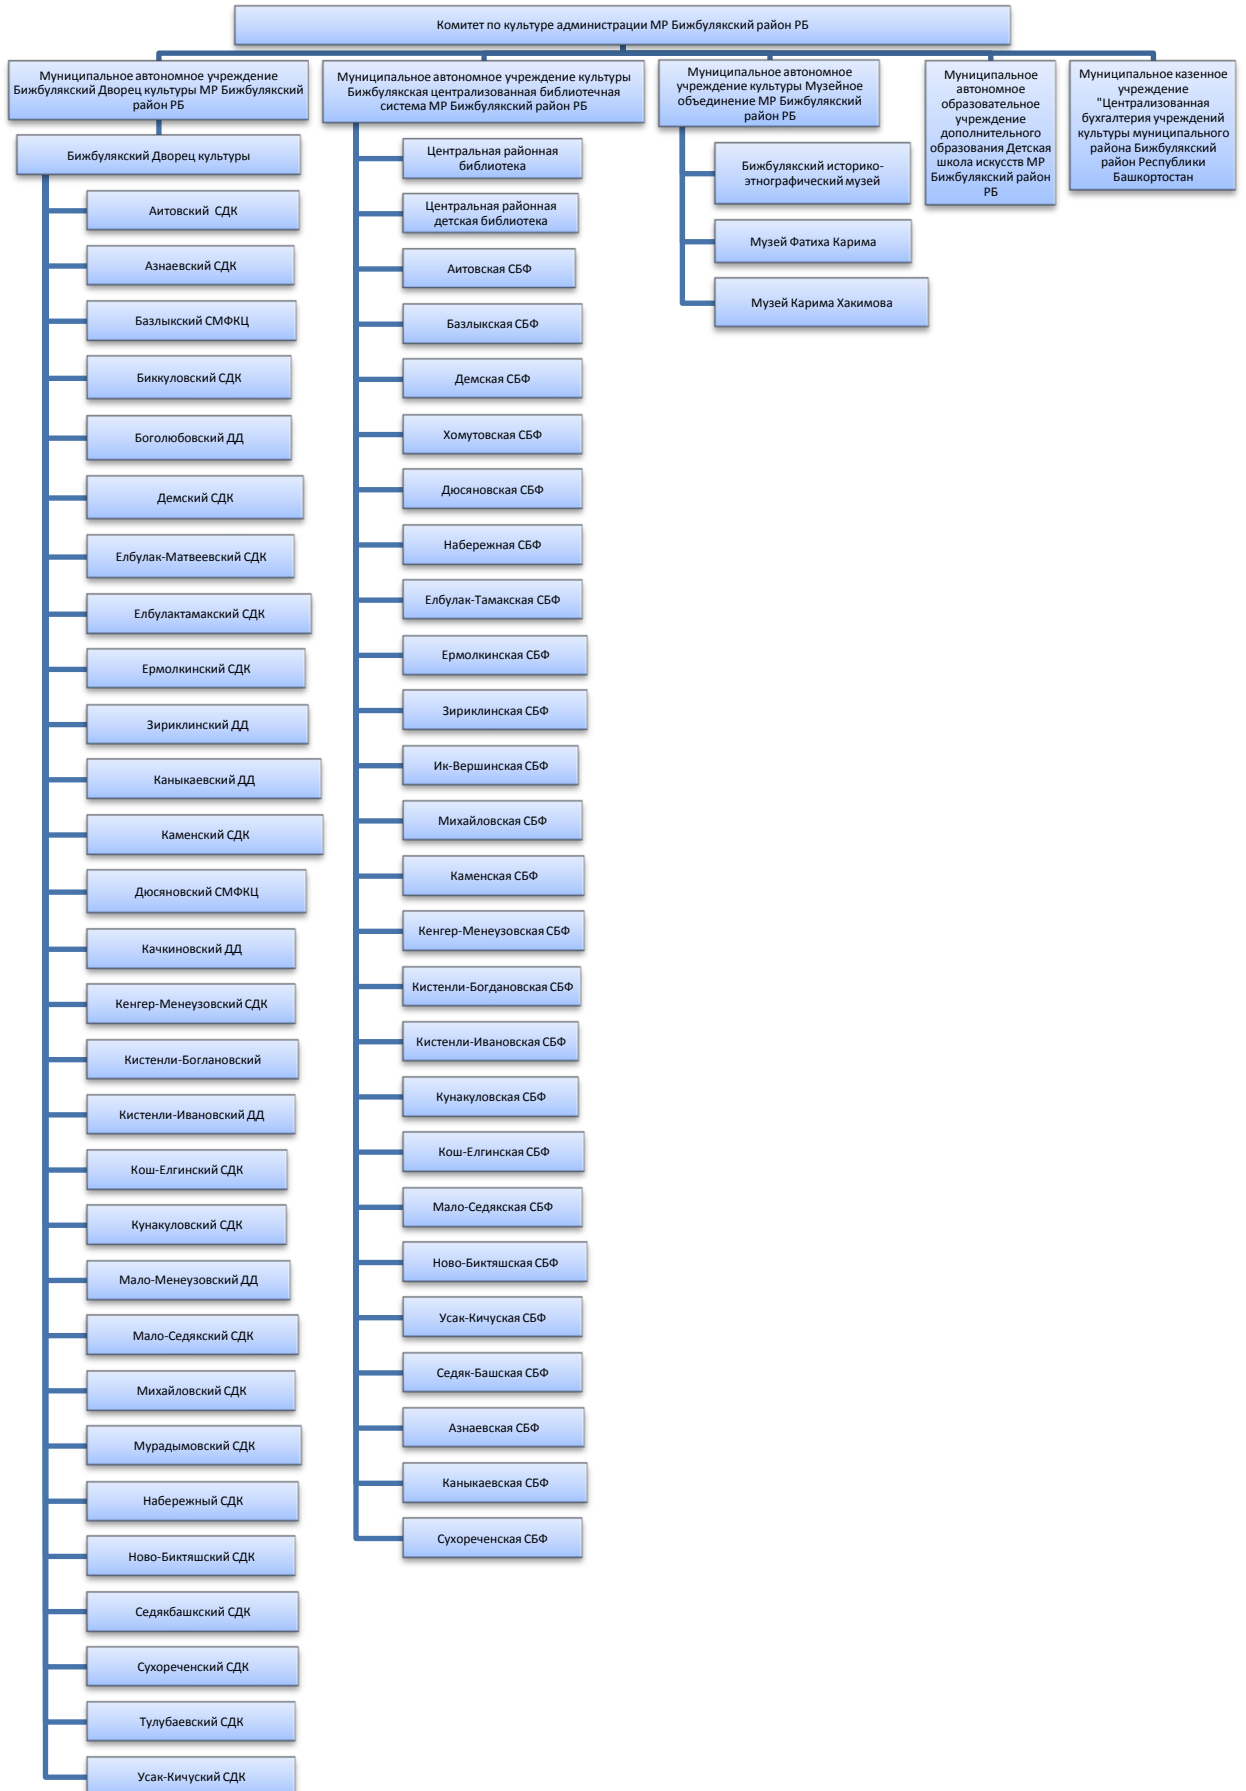 Комитет по культуре администрации МР Бижбулякский район РБ
Муниципальное автономное учреждение
Бижбулякский Дворец культуры МР Бижбулякский
район РБ
Бижбулякский Дворец культуры
Аитовский СДК
Азнаевский СДК
Базлыкский СМФКЦ
Биккуловский СДК
Боголюбовский ДД
Демский СДК
Елбулак-Матвеевский СДК
Елбулактамакский СДК
Ермолкинский СДК
Зириклинский ДД
Каныкаевский ДД
Каменский СДК
Дюсяновский СМФКЦ
Качкиновский ДД
Кенгер-Менеузовский СДК
Кистенли-Боглановский
Кистенли-Ивановский ДД
Кош-Елгинский СДК
Кунакуловский СДК
Мало-Менеузовский ДД
Мало-Седякский СДК
Михайловский СДК
Мурадымовский СДК
Набережный СДК
Ново-Биктяшский СДК
Седякбашкский СДК
Сухореченский СДК
Тулубаевский СДК
Усак-Кичуский СДК
Муниципальное автономное учреждение культуры
Бижбулякская централизованная библиотечная
система МР Бижбулякский район РБ
Центральная районная
библиотека
Центральная районная
детская библиотека
Аитовская СБФ
Базлыкская СБФ
Демская СБФ
Хомутовская СБФ
Дюсяновская СБФ
Набережная СБФ
Елбулак-Тамакская СБФ
Ермолкинская СБФ
Зириклинская СБФ
Ик-Вершинская СБФ
Михайловская СБФ
Каменская СБФ
Кенгер-Менеузовская СБФ
Кистенли-Богдановская СБФ
Кистенли-Ивановская СБФ
Кунакуловская СБФ
Кош-Елгинская СБФ
Мало-Седякская СБФ
Ново-Биктяшская СБФ
Усак-Кичуская СБФ
Седяк-Башская СБФ
Азнаевская СБФ
Каныкаевская СБФ
Сухореченская СБФ
Муниципальное автономное
учреждение культуры Музейное
объединение МР Бижбулякский
район РБ
Бижбулякский историко-
этнографический музей
Музей Фатиха Карима
Музей Карима Хакимова
Муниципальное
автономное
образовательное
учреждение
дополнительного
образования Детская
школа искусств МР
Бижбулякский район
РБ
Муниципальное казенное
учреждение
"Централизованная
бухгалтерия учреждений
культуры муниципального
района Бижбулякский
район Республики
Башкортостан